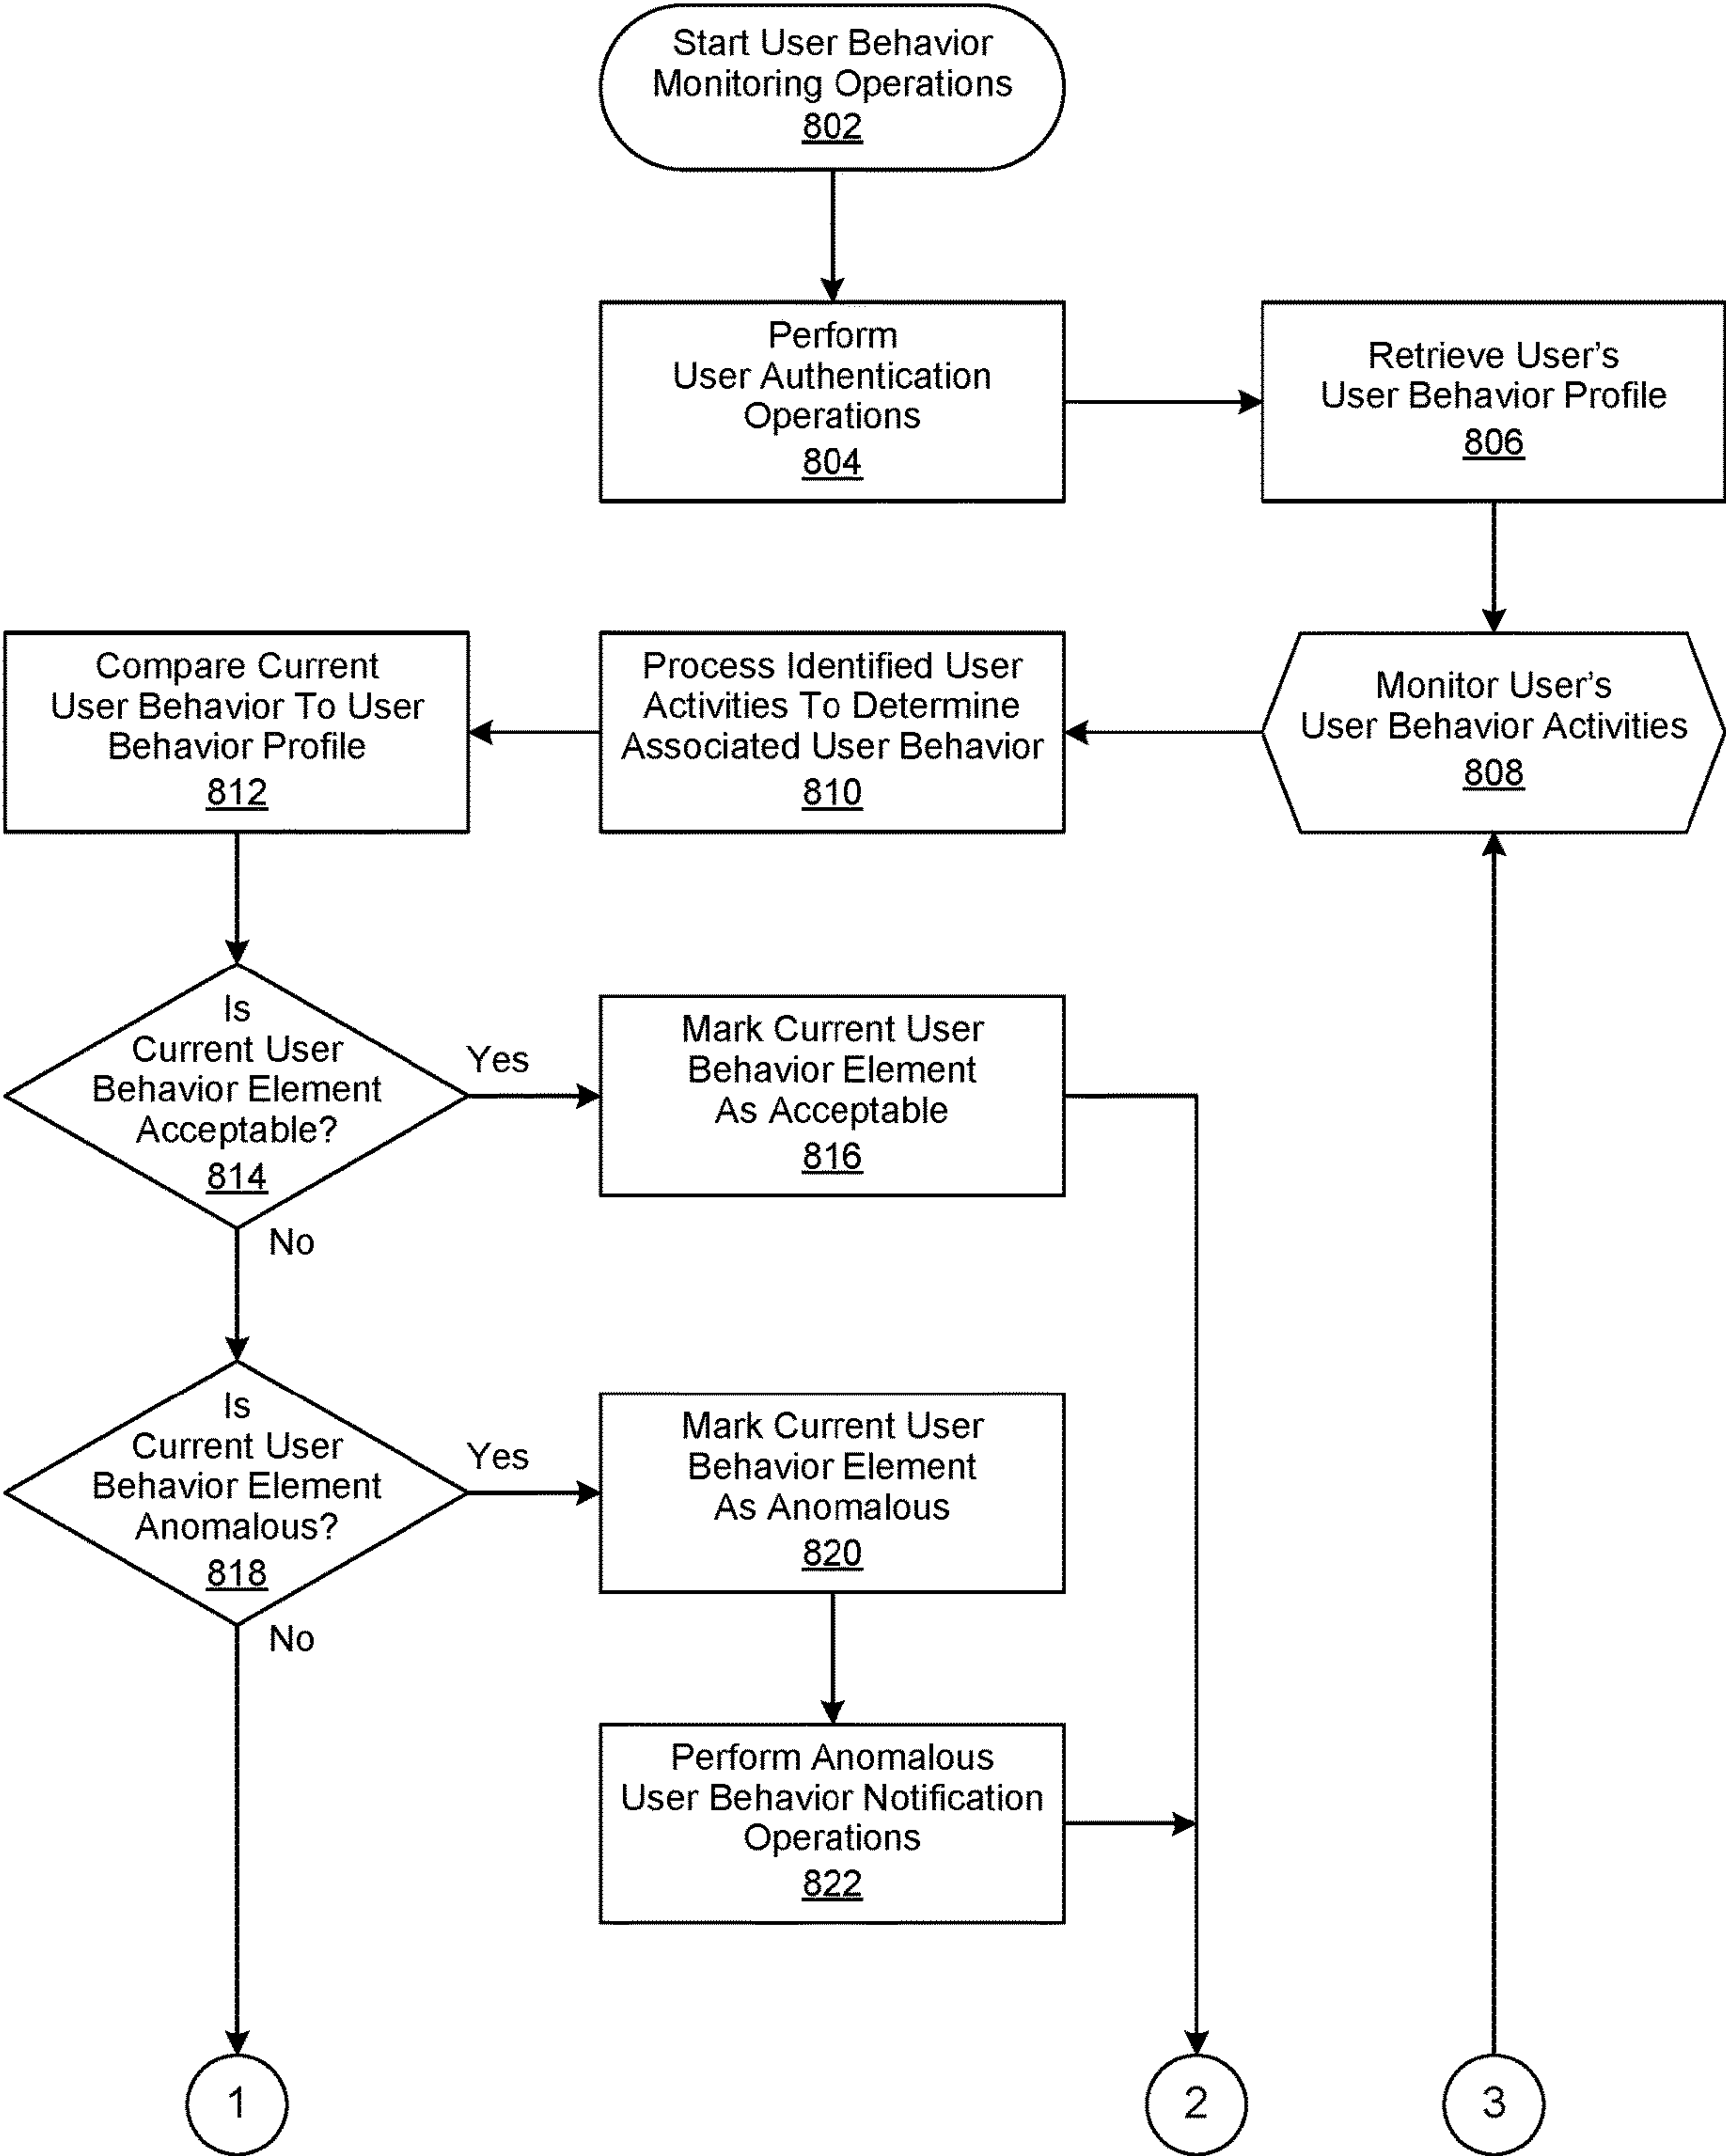 Start User Behavior
Monitoring Operations
802
Perform
User Authentication
Operations
804
Retrieve User’s
User Behavior Profile
806
Compare Current
User Behavior To User
Behavior Profile
812
Process Identified User
Activities To Determine
Associated User Behavior
810
Monitor User’s
User Behavior Activities
808
Is
Current User
Behavior Element
Acceptable?
814
Yes
No
Mark Current User
Behavior Element
As Acceptable
816
Is
Current User
Behavior Element
Anomalous?
818
Yes
No
Mark Current User
Behavior Element
As Anomalous
820
Perform Anomalous
User Behavior Notification
Operations
822
1
2
3